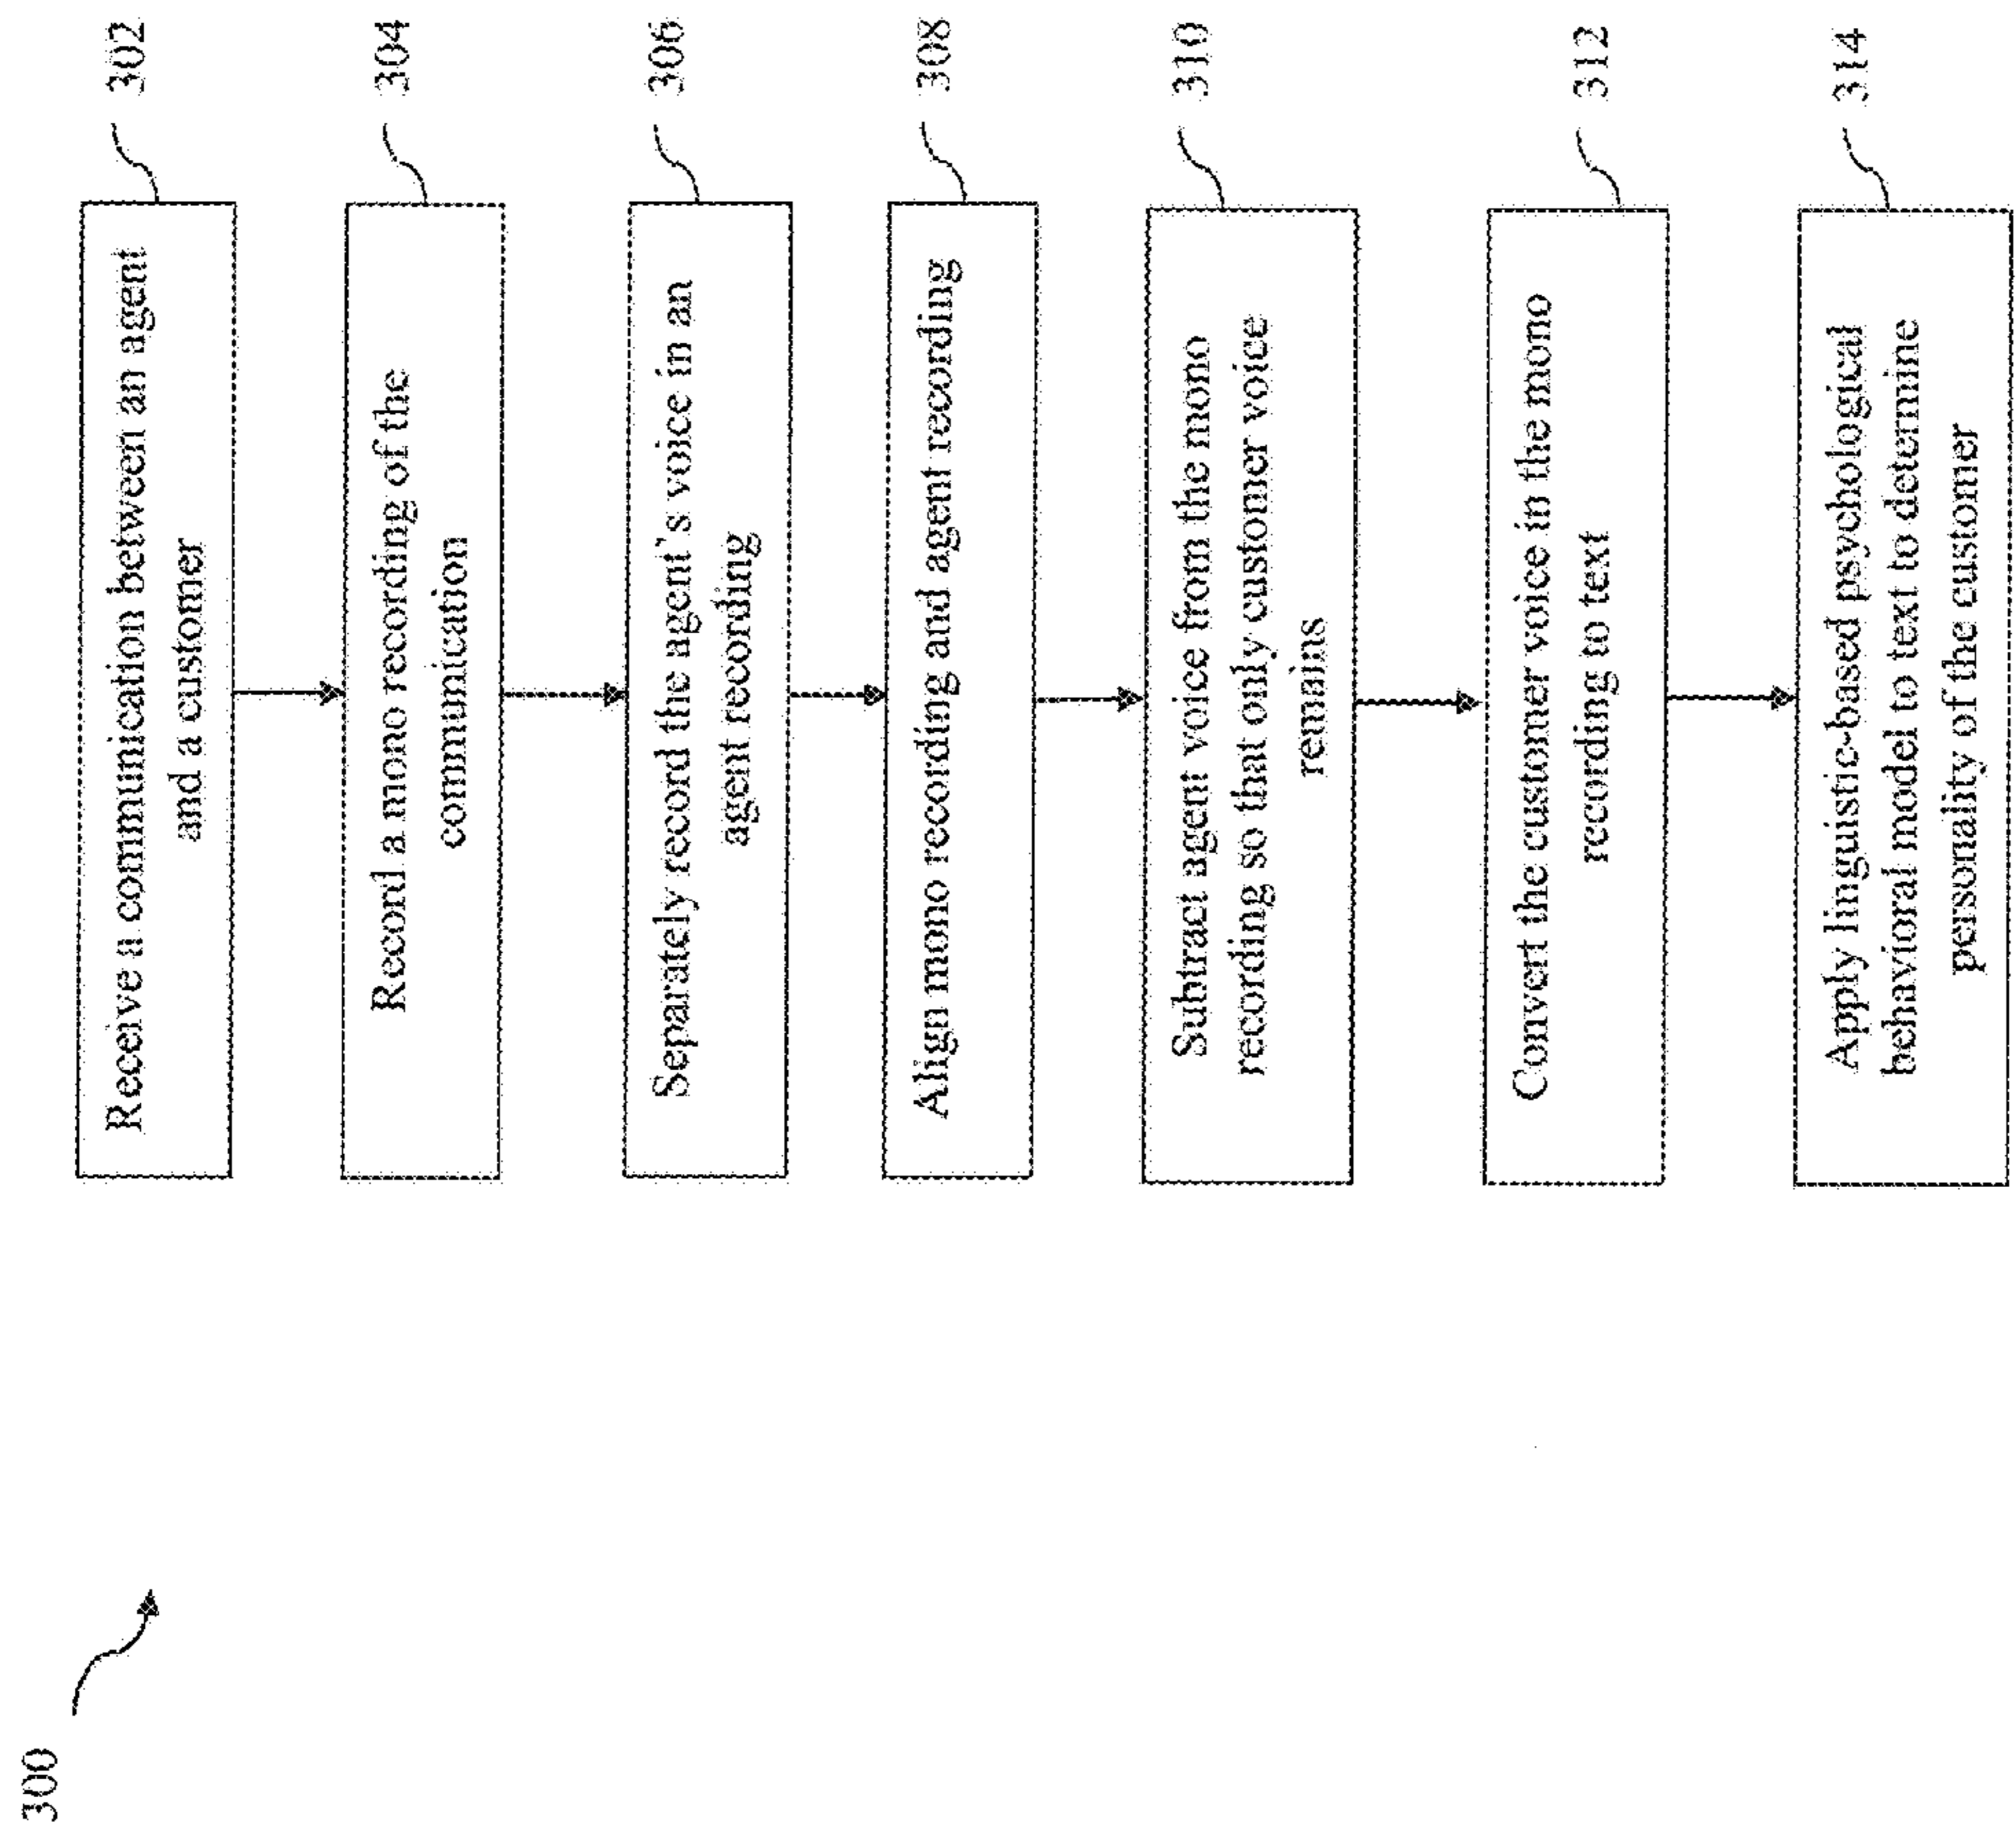 300
Receive a communication between an agent
and a customer
302
Record a mono recording of the
communication
304
Separately record the agent's voice in an
agent recording
306
Align mono recording and agent recording
308
Subtract agent voice from the mono
recording so that only customer voice
remains
310
Convert the customer voice in the mono
recording to text
312
Apply linguistic-based psychological
behavioral model to text to determine
personality of the customer
314